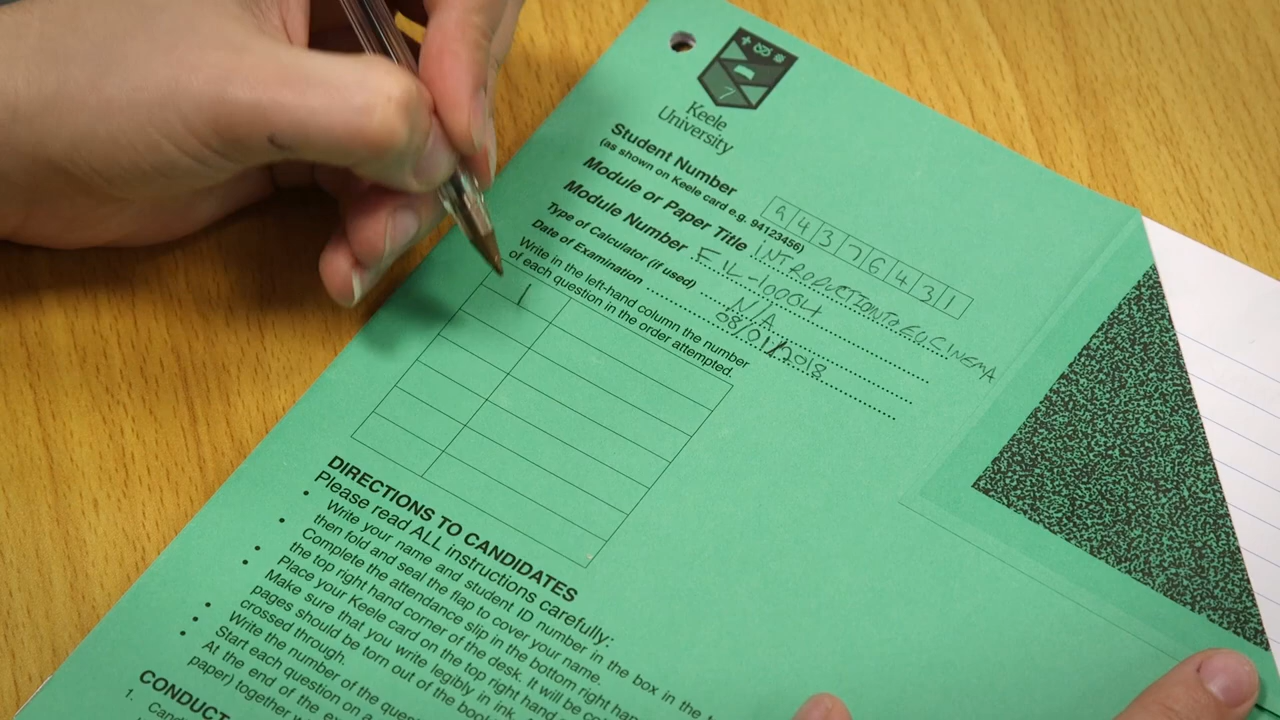 7
Keele
University
Student Number
(as shown on Keele card e.g. 94123456)
94376431
Module or Paper Title INTRODUCTION TO EU CINEMA
Module Number FIL-10064
Type of Calculator (if used) N/A
Date of Examination 08/01/2018
Write in the left-hand column the number
of each question in the order attempted.
1
DIRECTIONS TO CANDIDATES
Please read ALL instructions carefully:
• Write your name and student ID number in the box in the
then fold and seal the flap to cover your name.
• Complete the attendance slip in the bottom right
the top right hand corner of the desk. It will be
• Place your Keele card on the top right hand
• Make sure that you write legibly in ink.
pages should be torn out of the
crossed through.
• Write the number of the
• Start each question on a
• At the end of the
paper) together
CONDUCT
1.